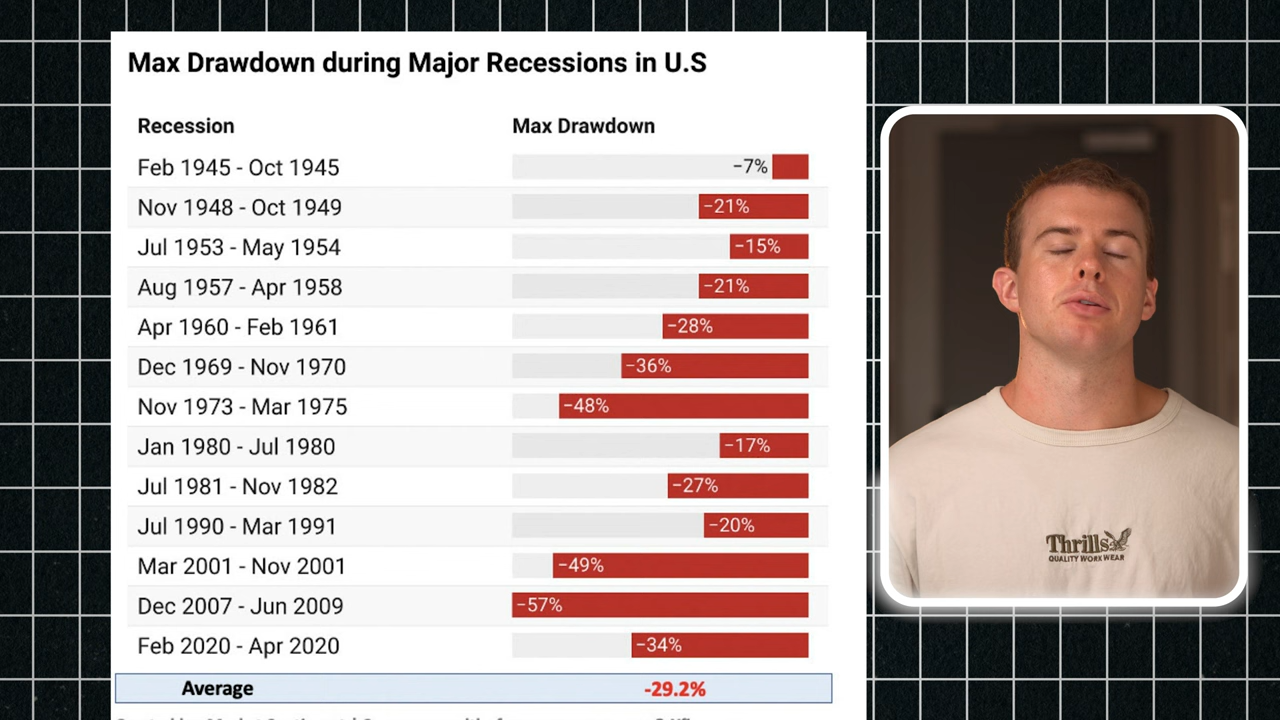 Max Drawdown during Major Recessions in U.S
Recession Max Drawdown
Feb 1945 - Oct 1945 −7%
Nov 1948 - Oct 1949 −21%
Jul 1953 - May 1954 −15%
Aug 1957 - Apr 1958 −21%
Apr 1960 - Feb 1961 −28%
Dec 1969 - Nov 1970 −36%
Nov 1973 - Mar 1975 −48%
Jan 1980 - Jul 1980 −17%
Jul 1981 - Nov 1982 −27%
Jul 1990 - Mar 1991 −20%
Mar 2001 - Nov 2001 −49%
Dec 2007 - Jun 2009 −57%
Feb 2020 - Apr 2020 −34%
Average -29.2%
Thrills
QUALITY WORKWEAR